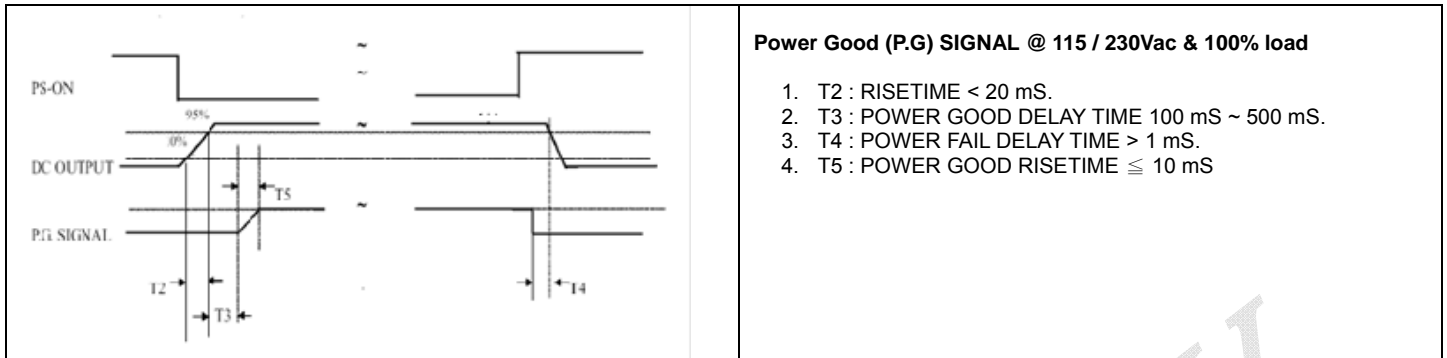 PS-ON
95%
DC OUTPUT
T5
P.G. SIGNAL
T2
T3
T4
Power Good (P.G) SIGNAL @ 115 / 230Vac & 100% load
1. T2 : RISETIME < 20 mS.
2. T3 : POWER GOOD DELAY TIME 100 mS ~ 500 mS.
3. T4 : POWER FAIL DELAY TIME > 1 mS.
4. T5 : POWER GOOD RISETIME ≦ 10 mS